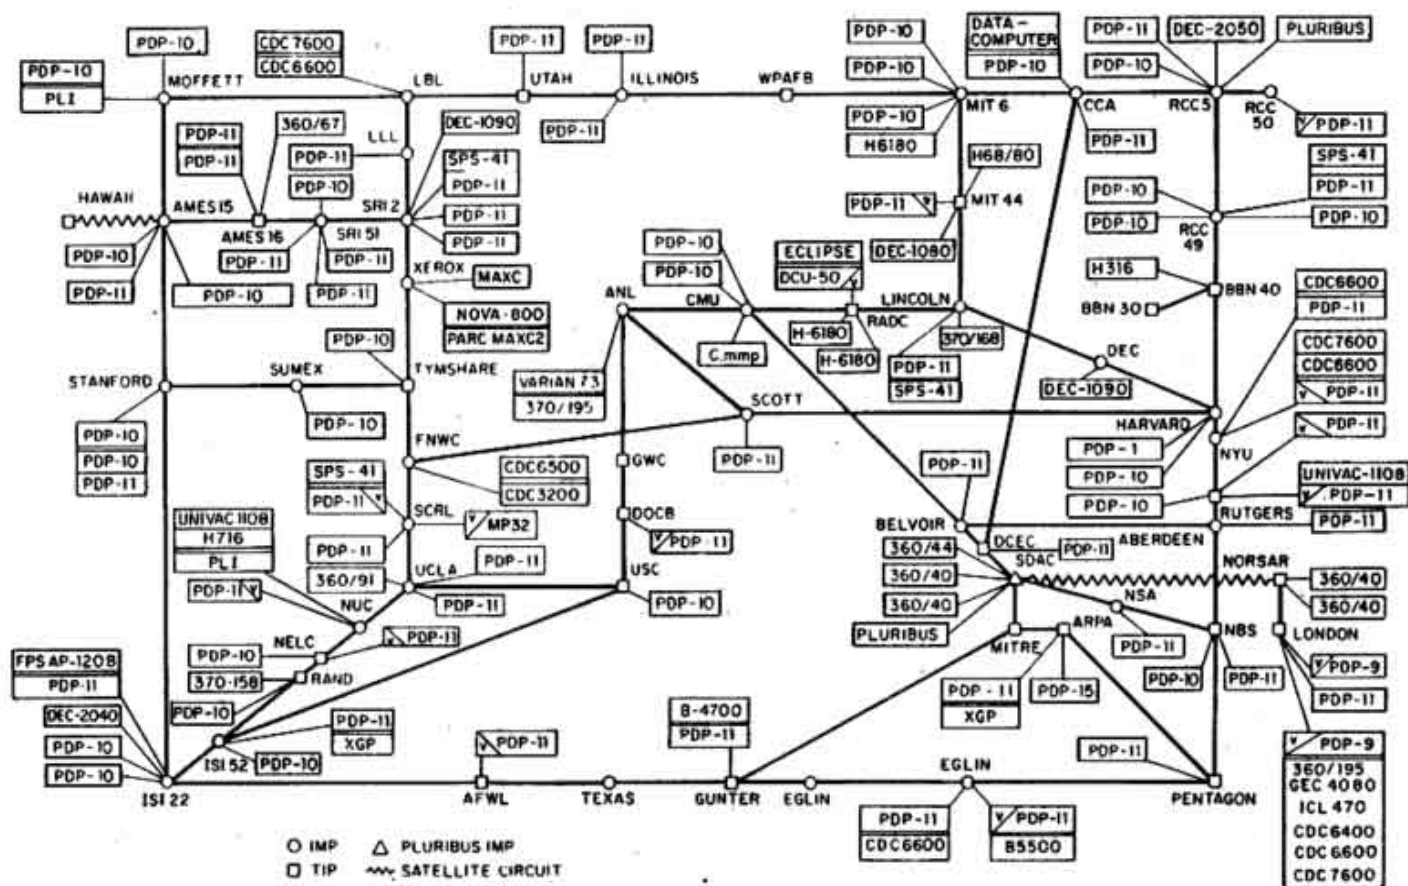 PDP-10
CDC7600
CDC6600
PDP-11
PDP-11
PDP-10
DATA-
COMPUTER
PDP-10
PDP-11
DEC-2050
PLURIBUS
PDP-10
PLI
MOFFETT
LBL
UTAH
ILLINOIS
WPAFB
PDP-10
PDP-10
MIT 6
CCA
RCC5
RCC
50
PDP-11
PDP-10
H6180
PDP-11
V PDP-11
PDP-11
PDP-11
360/67
LLL
PDP-11
DEC-1090
SPS-41
PDP-11
PDP-11
PDP-11
H68/80
PDP-11 V
MIT 44
DEC-1080
SPS-41
PDP-11
PDP-10
PDP-10
PDP-10
RCC
49
HAWAII
AMES15
AMES16
PDP-10
SRI 51
SRI 2
PDP-10
PDP-11
PDP-10
PDP-11
PDP-11
PDP-11
XEROX
MAXC
NOVA-800
PARC MAXC2
PDP-10
PDP-10
CMU
ANL
C.mmp
ECLIPSE
DCU-50 V
RADC
H-6180
H-6180
LINCOLN
370/168
PDP-11
SPS-41
H316
BBN 40
BBN 30
CDC6600
PDP-11
CDC7600
CDC6600
V PDP-11
V PDP-11
DEC
DEC-1090
STANFORD
SUMEX
PDP-10
TYMSHARE
PDP-10
PDP-10
PDP-10
PDP-11
VARIAN 73
370/195
SCOTT
PDP-11
HARVARD
PDP-1
PDP-10
PDP-10
NYU
FNWC
CDC6500
CDC3200
GWC
SPS-41
PDP-11 V
SCRL
V MP32
PDP-11
DOCB
V PDP-11
PDP-11
BELVOIR
UNIVAC-1108
V PDP-11
PDP-11
RUTGERS
ABERDEEN
UNIVAC 1108
H716
PLI
PDP-11 V
360/91
UCLA
PDP-11
PDP-11
USC
PDP-10
360/44
360/40
360/40
PLURIBUS
DCEC
PDP-11
SDAC
NORSAR
360/40
360/40
NUC
NELC
V PDP-11
PDP-10
370-158
RAND
PDP-10
NSA
PDP-11
NBS
PDP-10
PDP-11
LONDON
V PDP-9
PDP-11
MITRE
ARPA
PDP-11
XGP
PDP-15
FPS AP-120B
PDP-11
DEC-2040
PDP-10
PDP-10
PDP-11
XGP
PDP-10
ISI 52
ISI 22
V PDP-11
AFWL
TEXAS
B-4700
PDP-11
GUNTER
EGLIN
EGLIN
PDP-11
CDC6600
V PDP-11
B5500
PDP-11
PENTAGON
V PDP-9
360/195
GEC 4080
ICL 470
CDC6400
CDC6600
CDC7600
IMP
PLURIBUS IMP
TIP
SATELLITE CIRCUIT